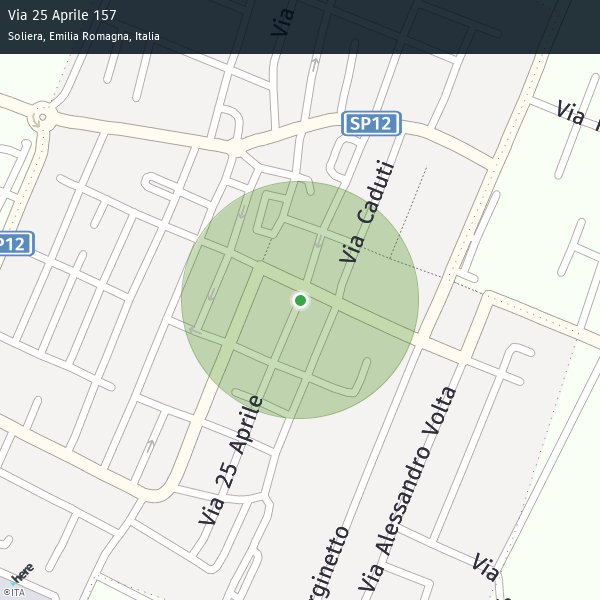 Via 25 Aprile 157
Soliera, Emilia Romagna, Italia
Via
SP12
Via
Via Caduti
P12
Via 25 Aprile
Via Alessandro Volta
rginetto
Via
here
©ITA